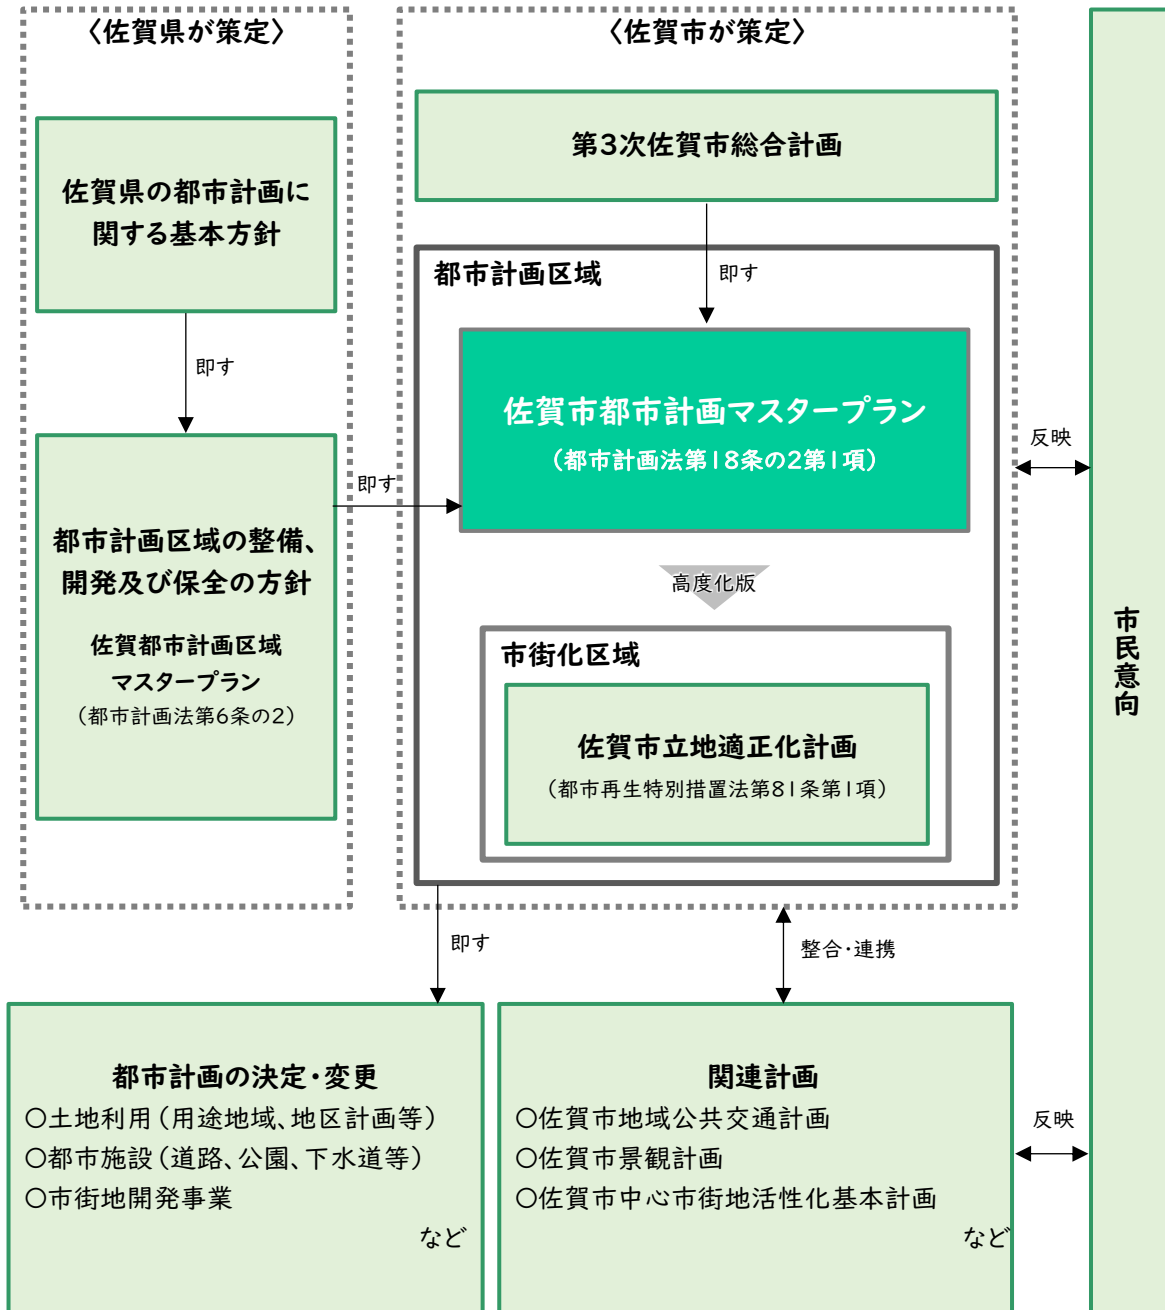 〈佐賀県が策定〉
佐賀県の都市計画に
関する基本方針
即す
都市計画区域の整備、
開発及び保全の方針
佐賀都市計画区域
マスタープラン
（都市計画法第6条の2）
即す
〈佐賀市が策定〉
第3次佐賀市総合計画
都市計画区域
即す
佐賀市都市計画マスタープラン
（都市計画法第18条の2第1項）
高度化版
市街化区域
佐賀市立地適正化計画
（都市再生特別措置法第81条第1項）
反映
市民意向
即す
整合・連携
都市計画の決定・変更
○土地利用（用途地域、地区計画等）
○都市施設（道路、公園、下水道等）
○市街地開発事業
など
関連計画
○佐賀市地域公共交通計画
○佐賀市景観計画
○佐賀市中心市街地活性化基本計画
など
反映